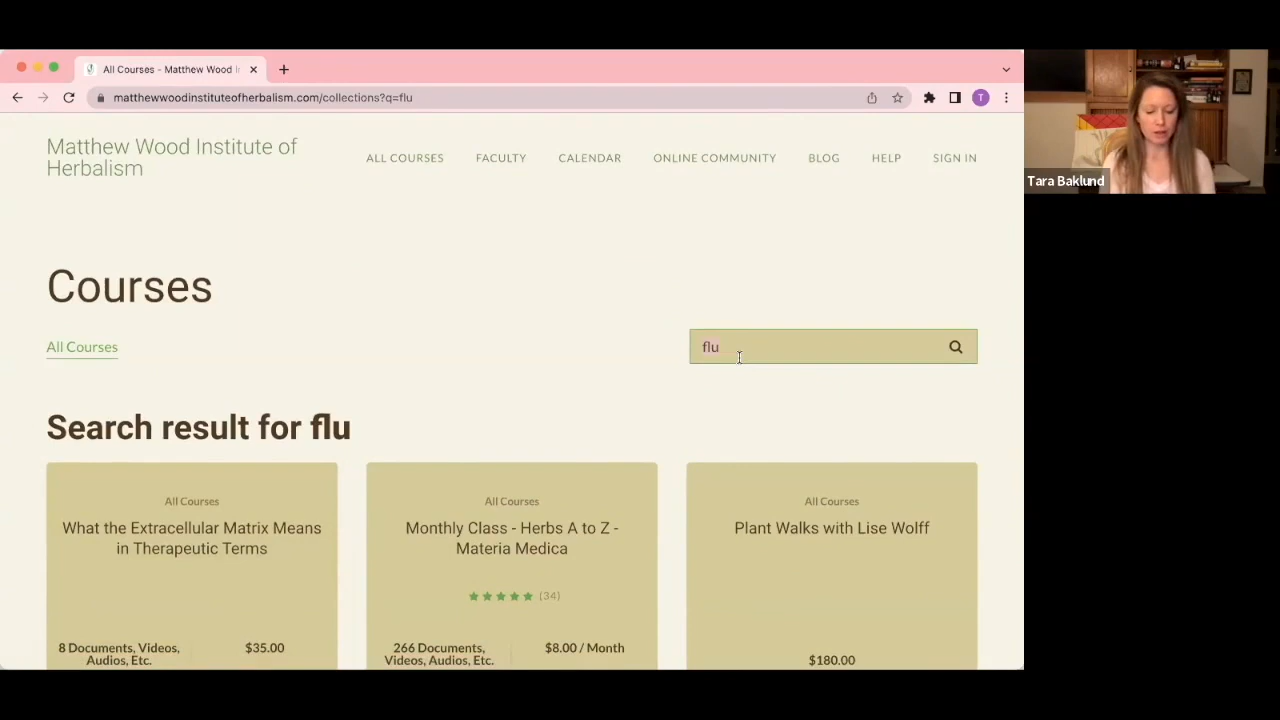 All Courses - Matthew Wood I
matthewwoodinstituteofherbalism.com/collections?q=flu
T
Matthew Wood Institute of
Herbalism
ALL COURSES
FACULTY
CALENDAR
ONLINE COMMUNITY
BLOG
HELP
SIGN IN
Tara Baklund
Courses
All Courses
flu
Search result for flu
All Courses
What the Extracellular Matrix Means
in Therapeutic Terms
8 Documents, Videos,
Audios, Etc.
$35.00
All Courses
Monthly Class - Herbs A to Z -
Materia Medica
(34)
266 Documents,
Videos, Audios, Etc.
$8.00 / Month
All Courses
Plant Walks with Lise Wolff
$180.00